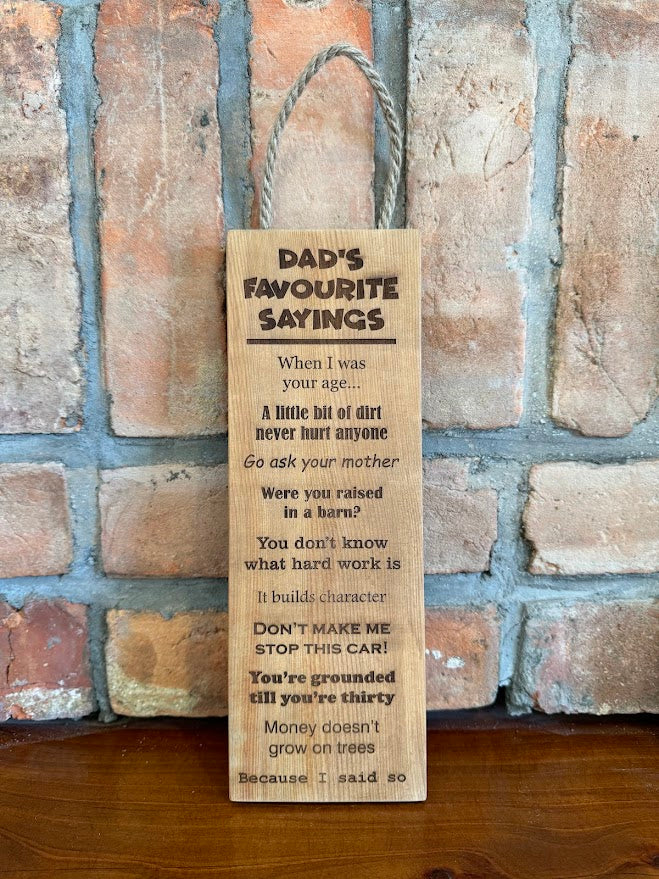 DAD'S
FAVOURITE
SAYINGS
When I was
your age...
A little bit of dirt
never hurt anyone
Go ask your mother
Were you raised
in a barn?
You don't know
what hard work is
It builds character
DON'T MAKE ME
STOP THIS CAR!
You're grounded
till you're thirty
Money doesn't
grow on trees
Because I said so